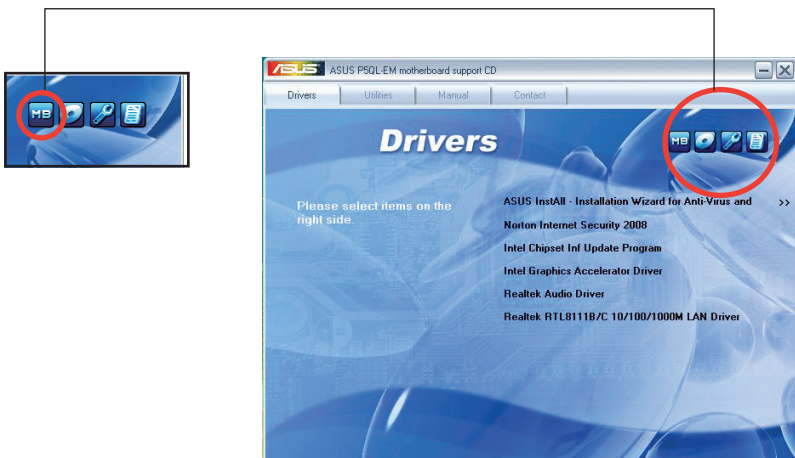 MB
ASUS ASUS P5QL-EM motherboard support CD
Drivers Utilities Manual Contact
Drivers
MB
Please select items on the
right side.
ASUS InstAll - Installation Wizard for Anti-Virus and >>
Norton Internet Security 2008
Intel Chipset Inf Update Program
Intel Graphics Accelerator Driver
Realtek Audio Driver
Realtek RTL8111B/C 10/100/1000M LAN Driver